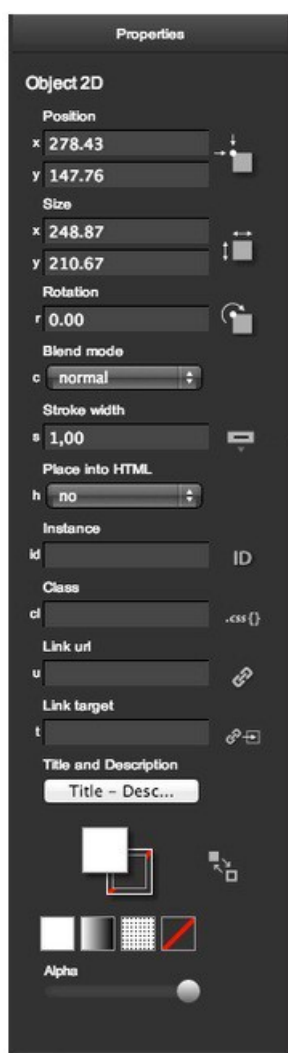 Properties
Object 2D
Position
x 278.43
y 147.76
Size
x 248.87
y 210.67
Rotation
r 0.00
Blend mode
c normal
Stroke width
s 1,00
Place into HTML
h no
Instance
id ID
Class
cl .css{}
Link url
u
Link target
t
Title and Description
Title - Desc...
Alpha